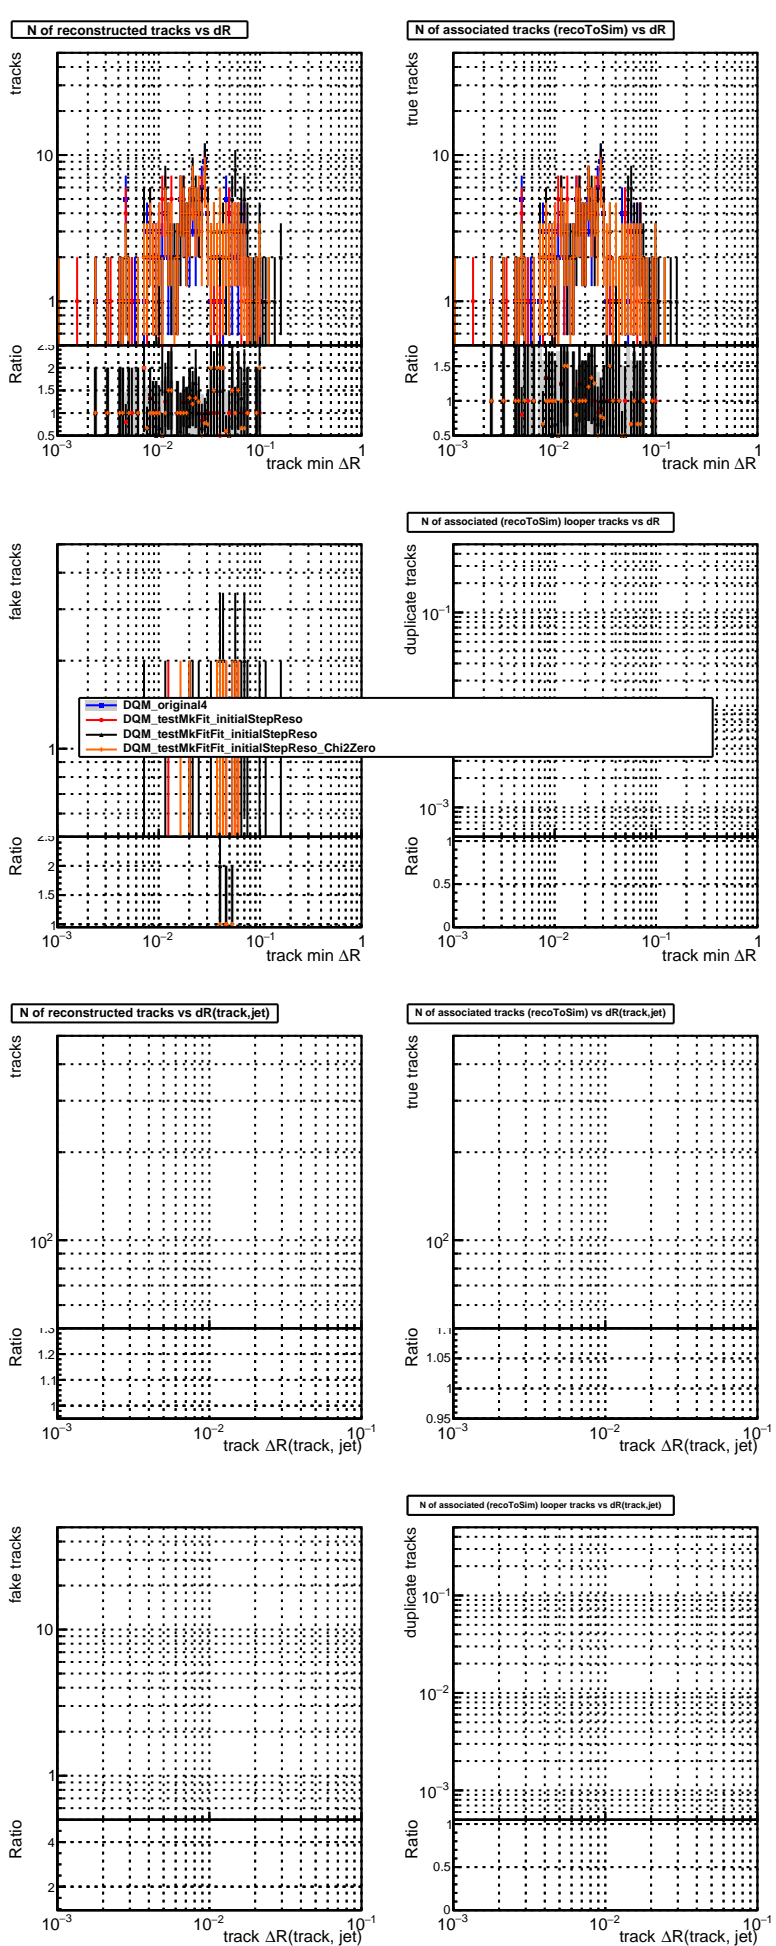 N of reconstructed tracks vs dR
N of associated tracks (recoToSim) vs dR
tracks
10
1
Ratio
2.5
2
1.5
1
0.5
10−3
10−2
10−1
1
track min ΔR
true tracks
10
1
Ratio
1.5
1
0.5
10−3
10−2
10−1
1
track min ΔR
N of associated (recoToSim) looper tracks vs dR
fake tracks
1
Ratio
2.5
2
1.5
1
10−3
10−2
10−1
1
track min ΔR
duplicate tracks
10−1
10−3
Ratio
1
0.5
0
10−3
10−2
10−1
1
track min ΔR
DQM_original4
DQM_testMkFit_initialStepReso
DQM_testMkFitFit_initialStepReso
DQM_testMkFitFit_initialStepReso_Chi2Zero
N of reconstructed tracks vs dR(track,jet)
N of associated tracks (recoToSim) vs dR(track,jet)
tracks
102
Ratio
1.3
1.2
1.1
1
10−3
10−2
10−1
track ΔR(track, jet)
true tracks
102
Ratio
1.1
1.05
1
0.95
10−3
10−2
10−1
track ΔR(track, jet)
N of associated (recoToSim) looper tracks vs dR(track,jet)
fake tracks
10
1
Ratio
4
2
10−3
10−2
10−1
track ΔR(track, jet)
duplicate tracks
10−1
10−2
10−3
Ratio
1
0.5
0
10−3
10−2
10−1
track ΔR(track, jet)